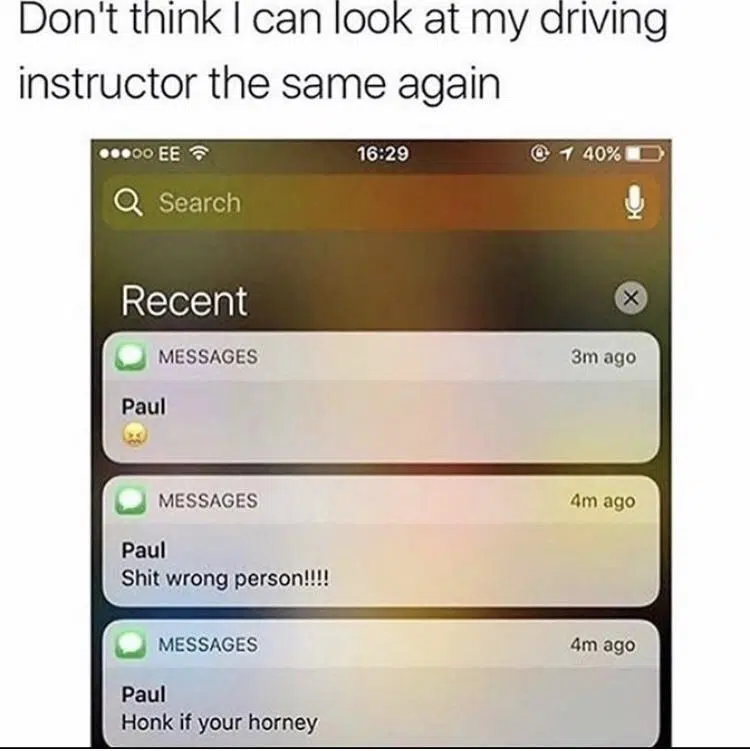 Don't think I can look at my driving
instructor the same again
●●●○○ EE 16:29 40%
Search
Recent
MESSAGES 3m ago
Paul
😖
MESSAGES 4m ago
Paul
Shit wrong person!!!!
MESSAGES 4m ago
Paul
Honk if your horney